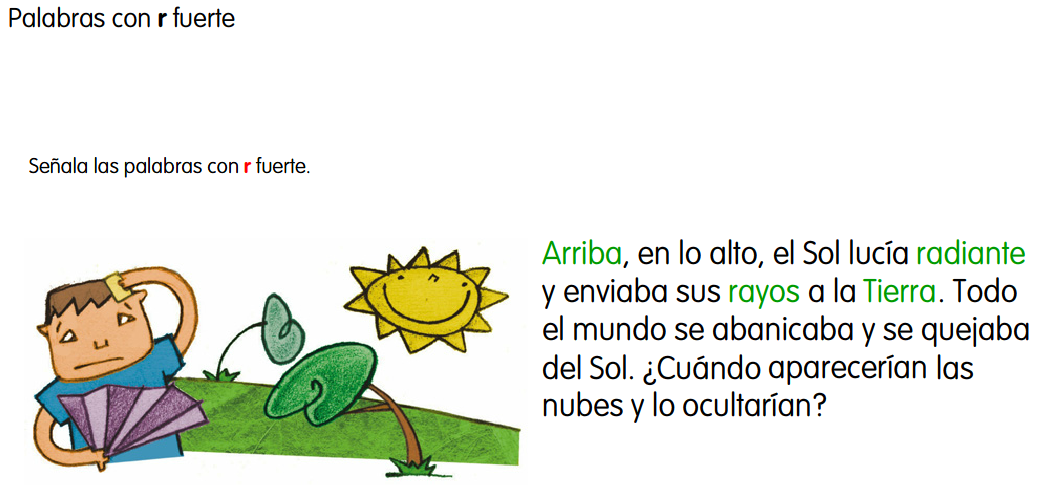 Palabras con r fuerte
Señala las palabras con r fuerte.
Arriba, en lo alto, el Sol lucía radiante
y enviaba sus rayos a la Tierra. Todo
el mundo se abanicaba y se quejaba
del Sol. ¿Cuándo aparecerían las
nubes y lo ocultarían?